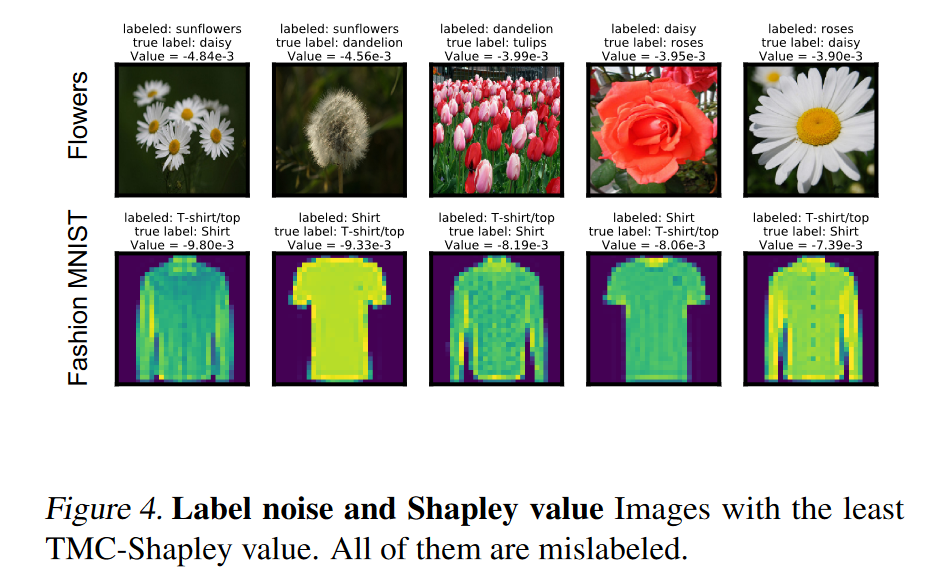 labeled: sunflowers
true label: daisy
Value = -4.84e-3
labeled: sunflowers
true label: dandelion
Value = -4.56e-3
labeled: dandelion
true label: tulips
Value = -3.99e-3
labeled: daisy
true label: roses
Value = -3.95e-3
labeled: roses
true label: daisy
Value = -3.90e-3
Flowers
labeled: T-shirt/top
true label: Shirt
Value = -9.80e-3
labeled: Shirt
true label: T-shirt/top
Value = -9.33e-3
labeled: T-shirt/top
true label: Shirt
Value = -8.19e-3
labeled: Shirt
true label: T-shirt/top
Value = -8.06e-3
labeled: T-shirt/top
true label: Shirt
Value = -7.39e-3
Fashion MNIST
Figure 4. Label noise and Shapley value Images with the least
TMC-Shapley value. All of them are mislabeled.